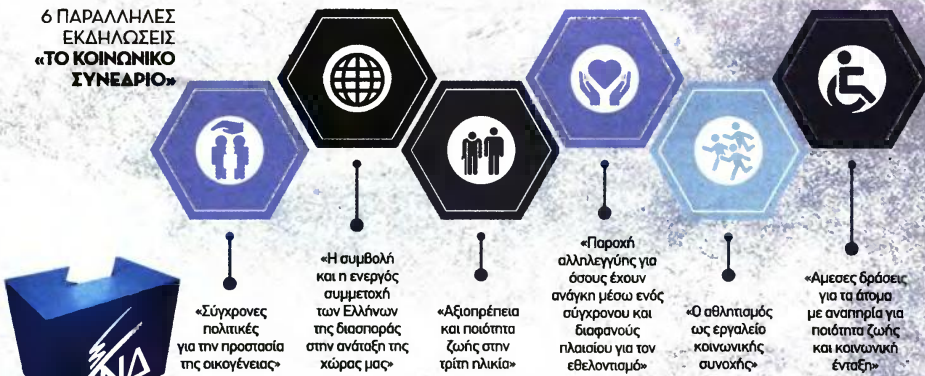 6 ΠΑΡΑΛΛΗΛΕΣ
ΕΚΔΗΛΩΣΕΙΣ
«ΤΟ ΚΟΙΝΩΝΙΚΟ
ΣΥΝΕΔΡΙΟ»
«Σύγχρονες
πολιτικές
για την προστασία
της οικογένειας»
«Η συμβολή
και η ενεργός
συμμετοχή
των Ελλήνων
της διασποράς
στην ανάταξη της
χώρας μας»
«Αξιοπρέπεια
και ποιότητα
ζωής στην
τρίτη ηλικία»
«Παροχή
αλληλεγγύης για
όσους έχουν
ανάγκη μέσω ενός
σύγχρονου και
διαφανούς
πλαισίου για τον
εθελοντισμό»
«Ο αθλητισμός
ως εργαλείο
κοινωνικής
συνοχής»
«Αμεσες δράσεις
για τα άτομα
με αναπηρία για
ποιότητα ζωής
και κοινωνική
ένταξη»
ΝΔ